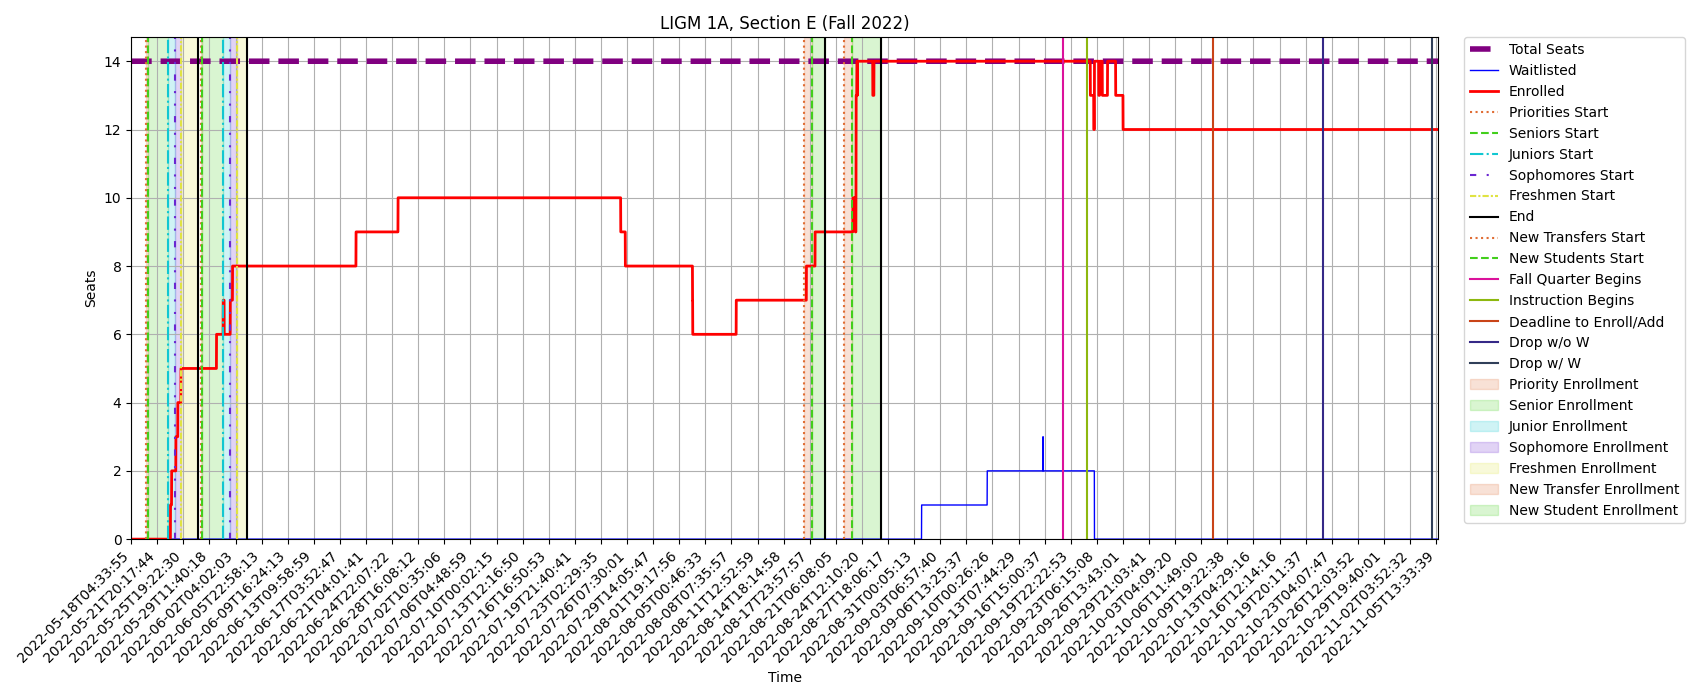 LIGM 1A, Section E (Fall 2022)
Seats
14
12
10
8
6
4
2
0
2022-05-18T04:33:55
2022-05-21T20:17:44
2022-05-25T19:22:30
2022-05-29T11:40:18
2022-06-02T04:02:03
2022-06-05T22:58:13
2022-06-09T16:24:13
2022-06-13T09:58:59
2022-06-17T03:52:47
2022-06-21T04:01:41
2022-06-24T22:07:22
2022-06-28T16:08:12
2022-07-02T10:35:06
2022-07-06T04:48:59
2022-07-10T00:02:15
2022-07-13T12:16:50
2022-07-16T16:50:53
2022-07-19T21:40:41
2022-07-23T02:29:35
2022-07-26T07:30:01
2022-07-29T14:05:47
2022-08-01T19:17:56
2022-08-05T00:46:33
2022-08-08T07:35:57
2022-08-11T12:52:59
2022-08-14T18:14:58
2022-08-17T23:57:57
2022-08-21T06:08:05
2022-08-24T12:10:20
2022-08-27T18:06:17
2022-08-31T00:05:13
2022-09-03T06:57:40
2022-09-06T13:25:37
2022-09-10T00:26:26
2022-09-13T07:44:29
2022-09-16T15:00:37
2022-09-19T22:22:53
2022-09-23T06:15:08
2022-09-26T13:43:01
2022-09-29T21:03:41
2022-10-03T04:09:20
2022-10-06T11:49:00
2022-10-09T19:22:38
2022-10-13T04:29:16
2022-10-16T12:14:16
2022-10-19T20:11:37
2022-10-23T04:07:47
2022-10-26T12:03:52
2022-10-29T19:40:01
2022-11-02T03:52:32
2022-11-05T13:33:39
Time
Total Seats
Waitlisted
Enrolled
Priorities Start
Seniors Start
Juniors Start
Sophomores Start
Freshmen Start
End
New Transfers Start
New Students Start
Fall Quarter Begins
Instruction Begins
Deadline to Enroll/Add
Drop w/o W
Drop w/ W
Priority Enrollment
Senior Enrollment
Junior Enrollment
Sophomore Enrollment
Freshmen Enrollment
New Transfer Enrollment
New Student Enrollment